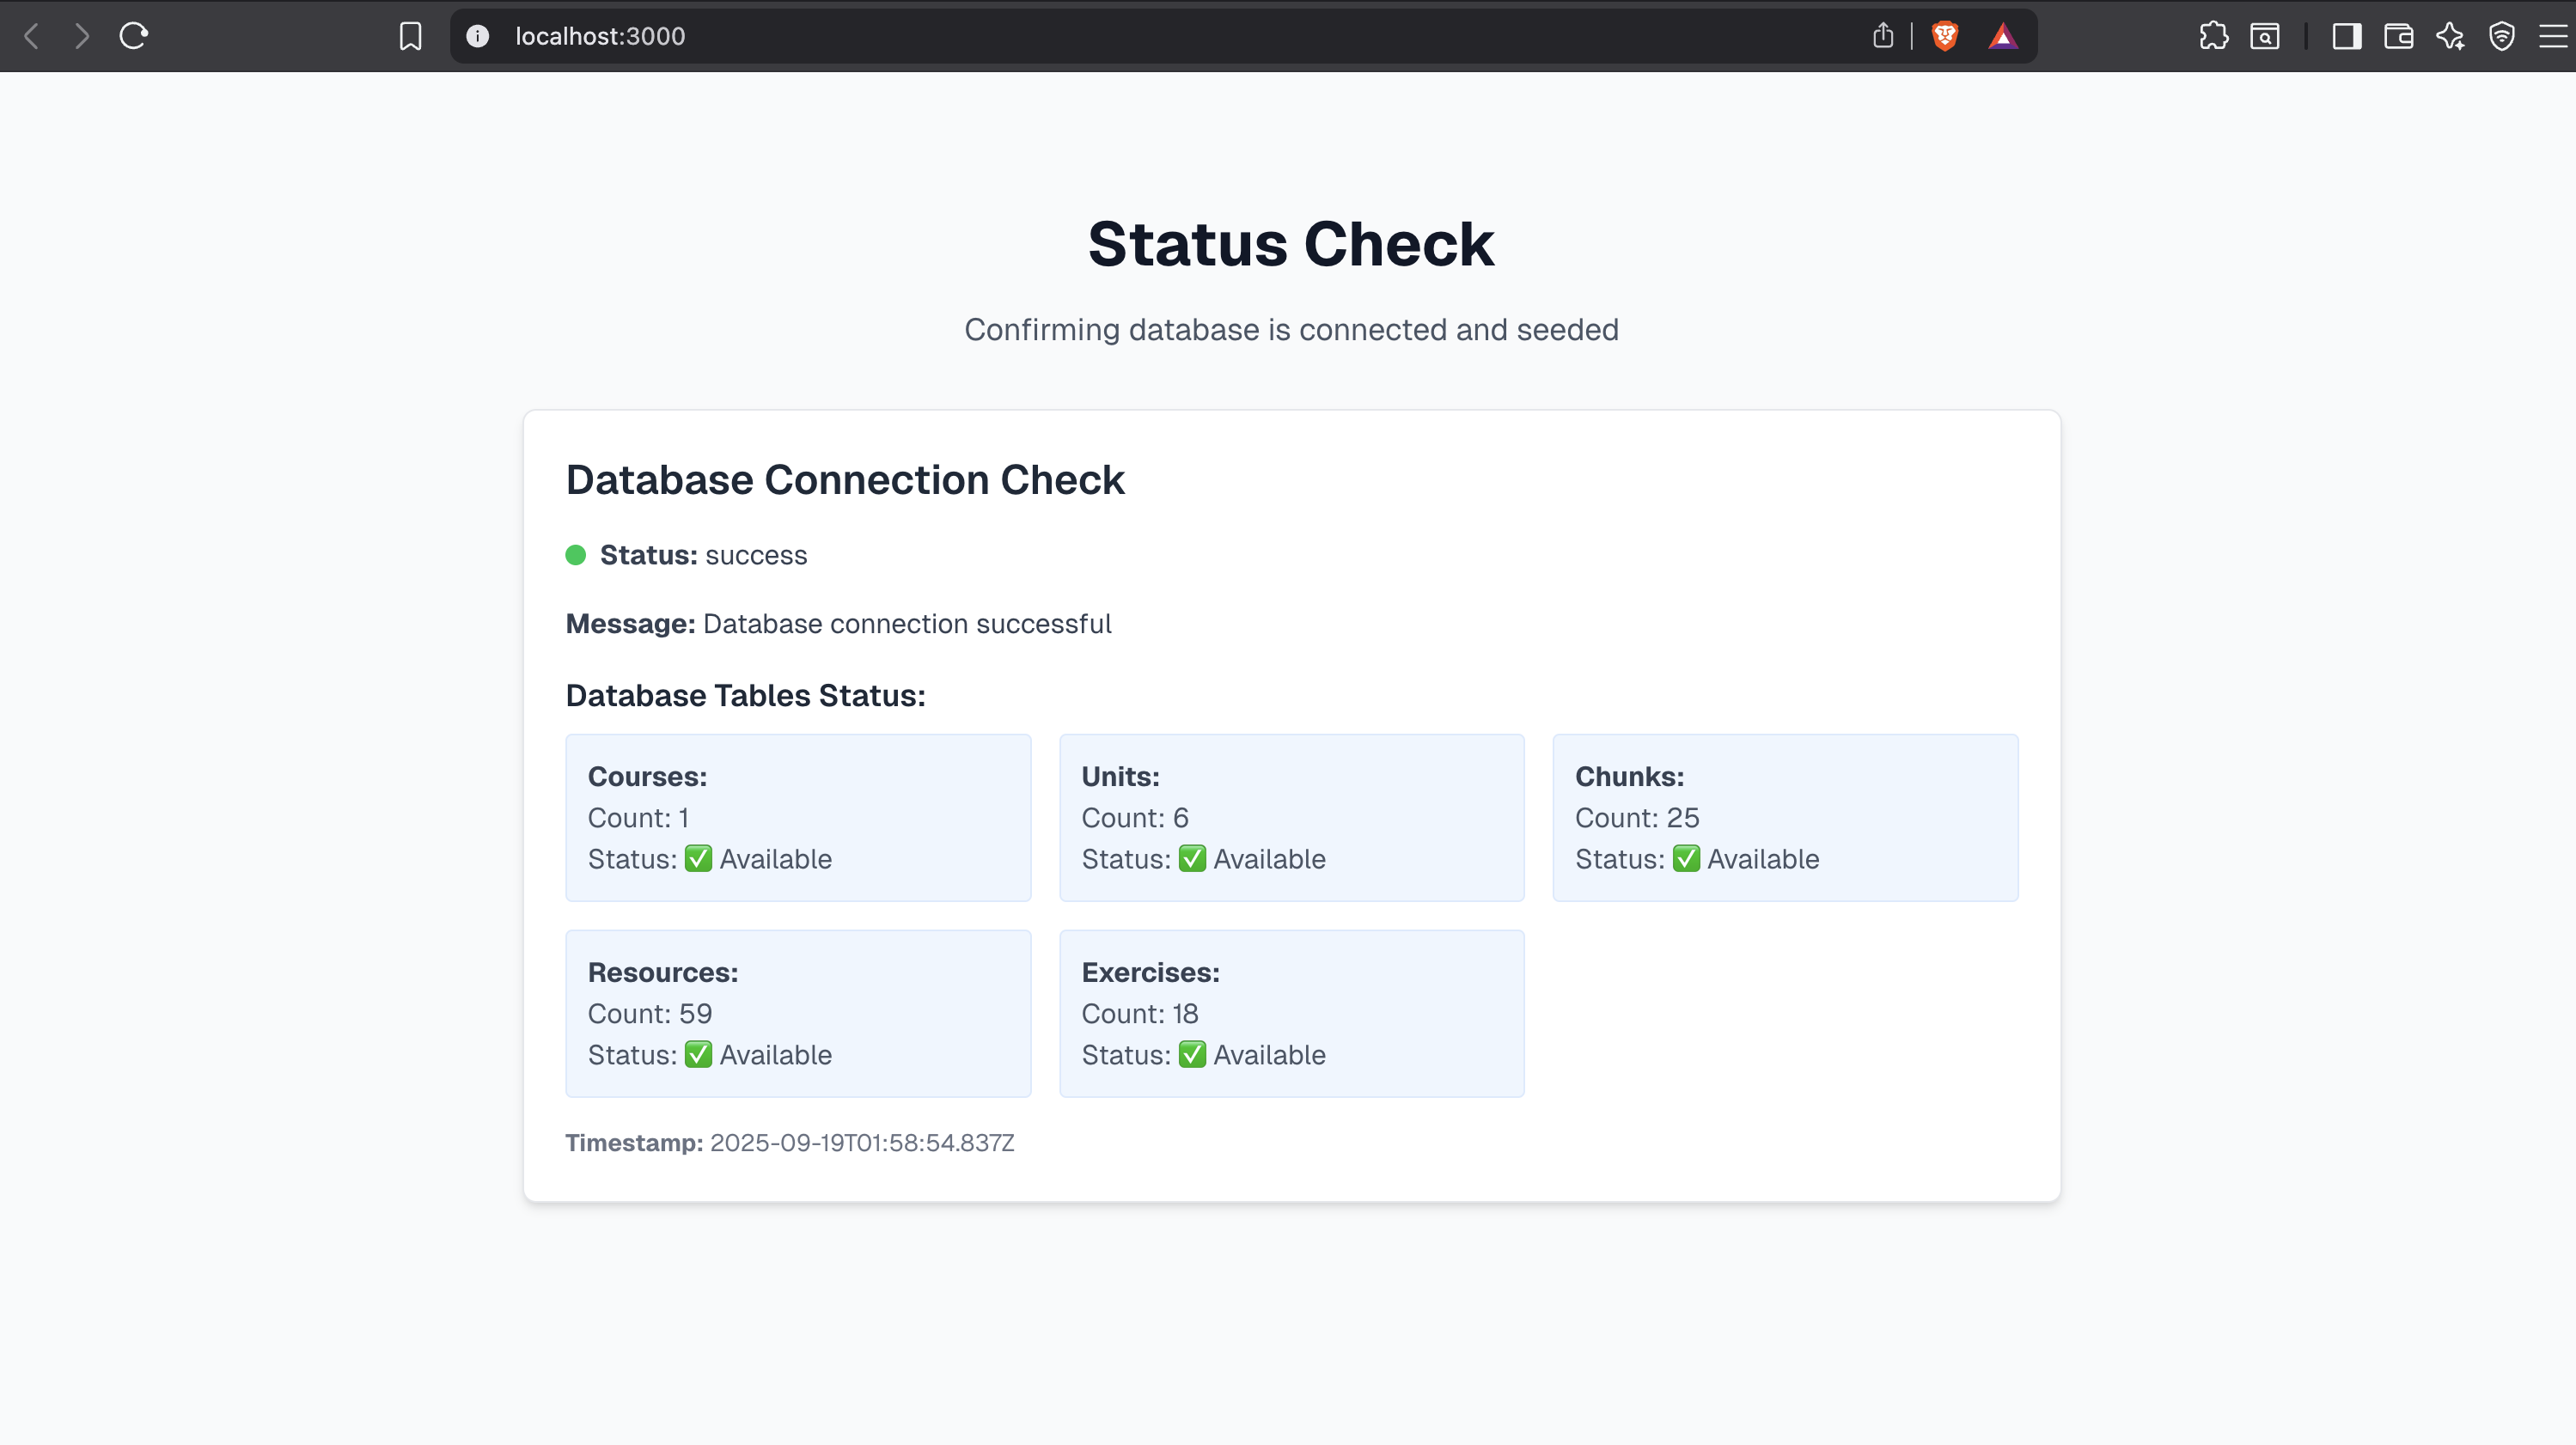 localhost:3000
Status Check
Confirming database is connected and seeded
Database Connection Check
Status: success
Message: Database connection successful
Database Tables Status:
Courses:
Count: 1
Status: ✅ Available
Units:
Count: 6
Status: ✅ Available
Chunks:
Count: 25
Status: ✅ Available
Resources:
Count: 59
Status: ✅ Available
Exercises:
Count: 18
Status: ✅ Available
Timestamp: 2025-09-19T01:58:54.837Z